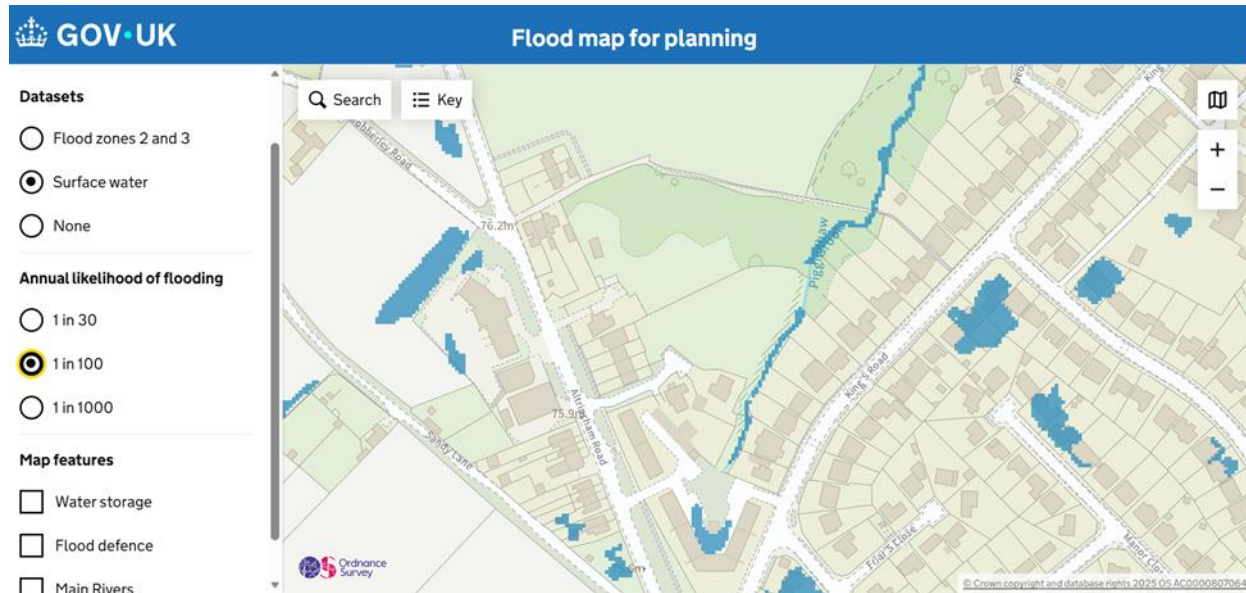 GOV·UK
Flood map for planning
Datasets
Flood zones 2 and 3
Surface water
None
Annual likelihood of flooding
1 in 30
1 in 100
1 in 1000
Map features
Water storage
Flood defence
Main Rivers
Search
Key
+
−
76.2m
75.9m
Altrincham Road
Sandy Lane
King's Road
Friar's Close
Manor Clo
King
Ordnance
Survey
© Crown copyright and database rights 2025 OS AC0000807064